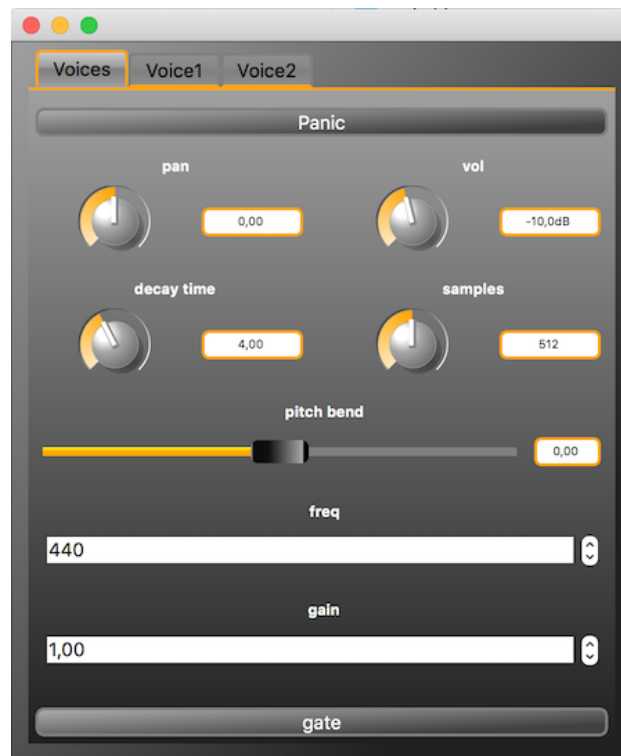 Voices Voice1 Voice2
Panic
pan vol
0,00 -10,0dB
decay time samples
4,00 512
pitch bend
0,00
freq
440
gain
1,00
gate